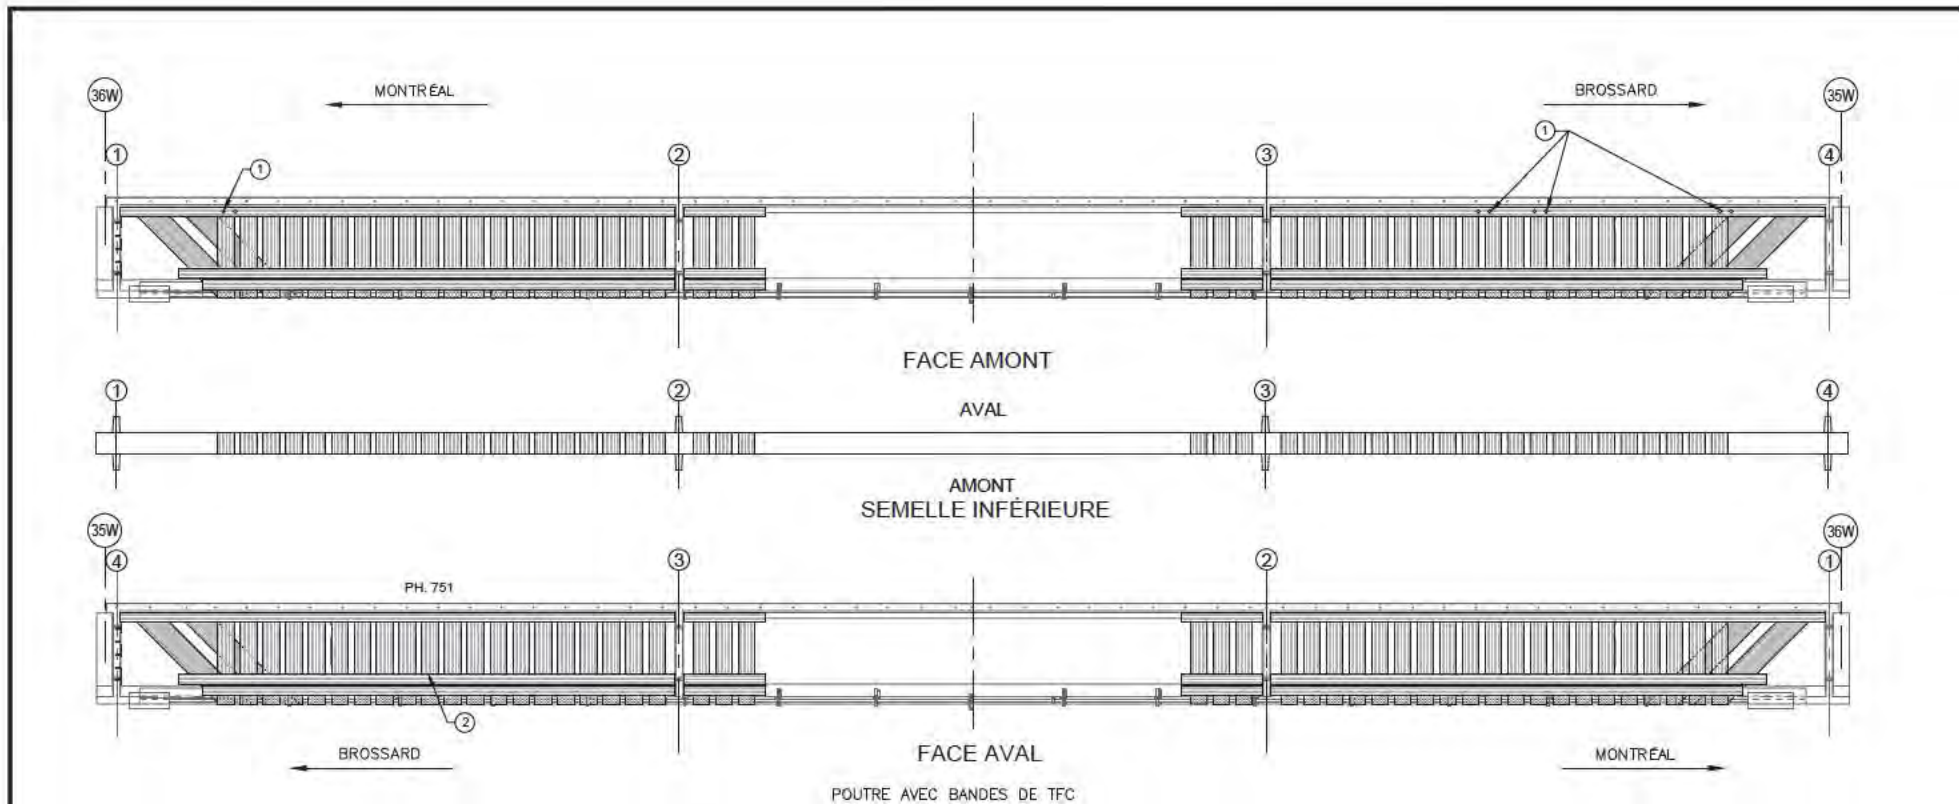 MONTRÉAL
BROSSARD
36W
35W
1
2
3
4
1
1
FACE AMONT
1
2
3
4
AVAL
AMONT
SEMELLE INFÉRIEURE
35W
36W
4
3
2
1
PH. 751
2
BROSSARD
FACE AVAL
MONTRÉAL
POUTRE AVEC BANDES DE TFC